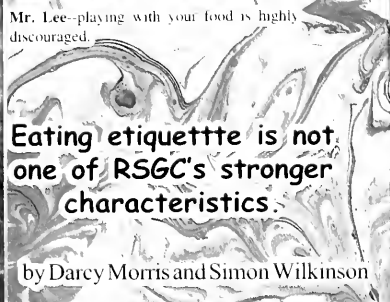 Mr. Lee--playing with your food is highly
discouraged.
Eating etiquettte is not
one of RSGC's stronger
characteristics.
by Darcy Morris and Simon Wilkinson